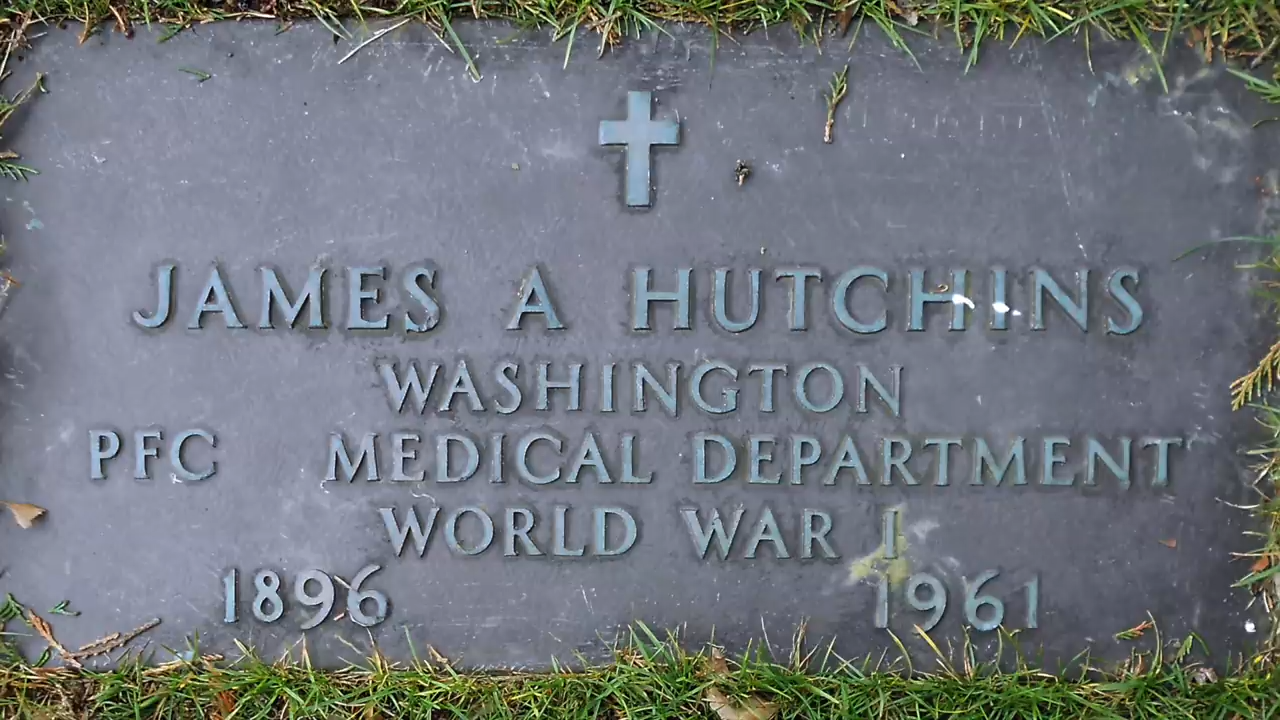 JAMES A HUTCHINS
WASHINGTON
PFC MEDICAL DEPARTMENT
WORLD WAR I
1896 1961